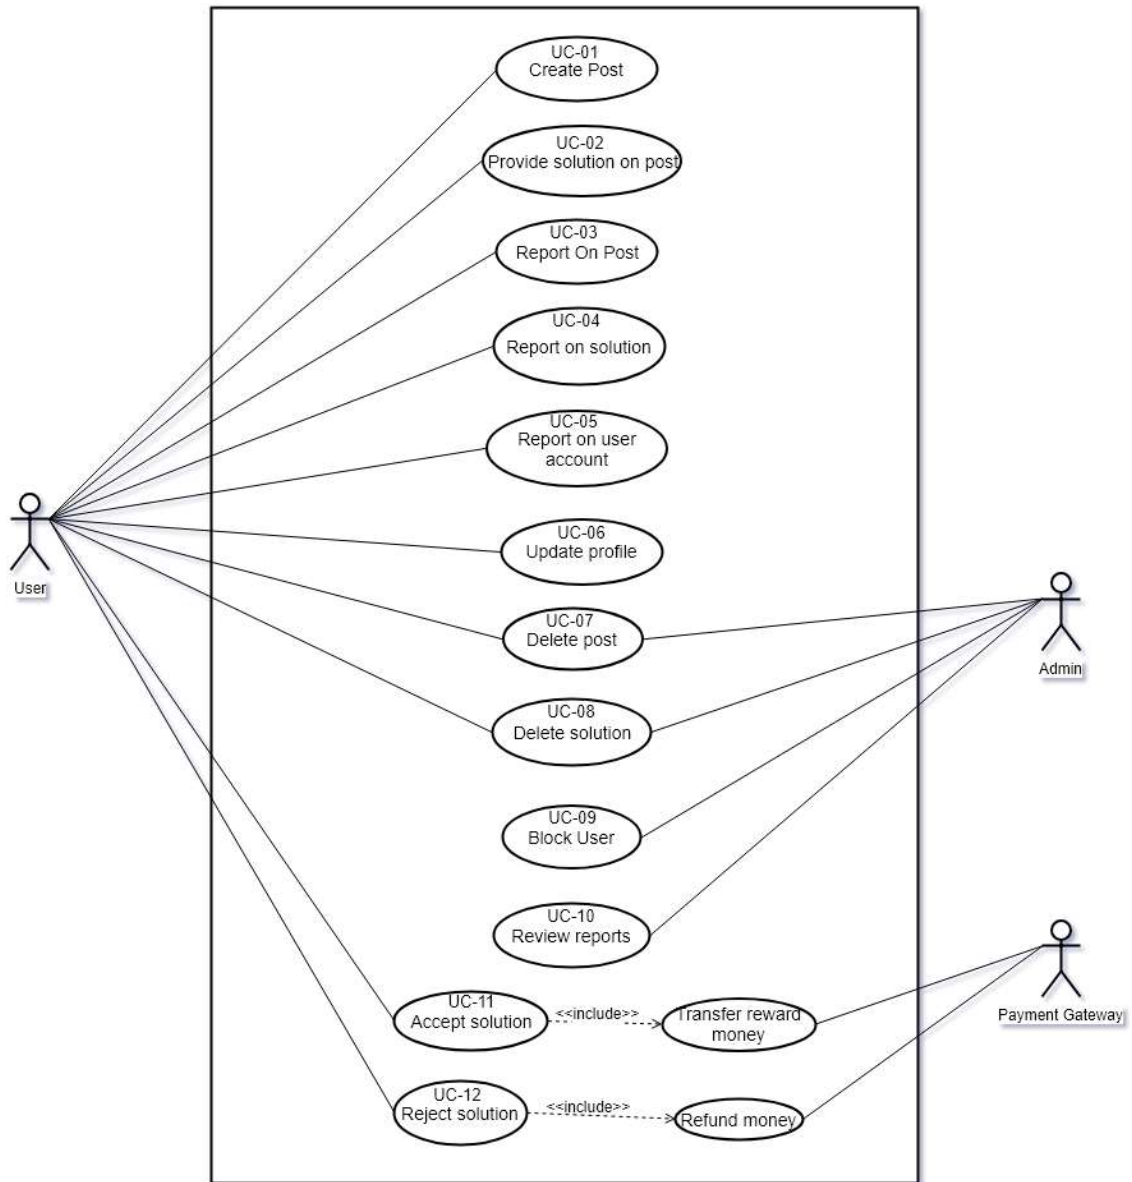 UC-01
Create Post
UC-02
Provide solution on post
UC-03
Report On Post
UC-04
Report on solution
UC-05
Report on user
account
User
UC-06
Update profile
UC-07
Delete post
Admin
UC-08
Delete solution
UC-09
Block User
UC-10
Review reports
UC-11
Accept solution
<<include>>
Transfer reward
money
Payment Gateway
UC-12
Reject solution
<<include>>
Refund money